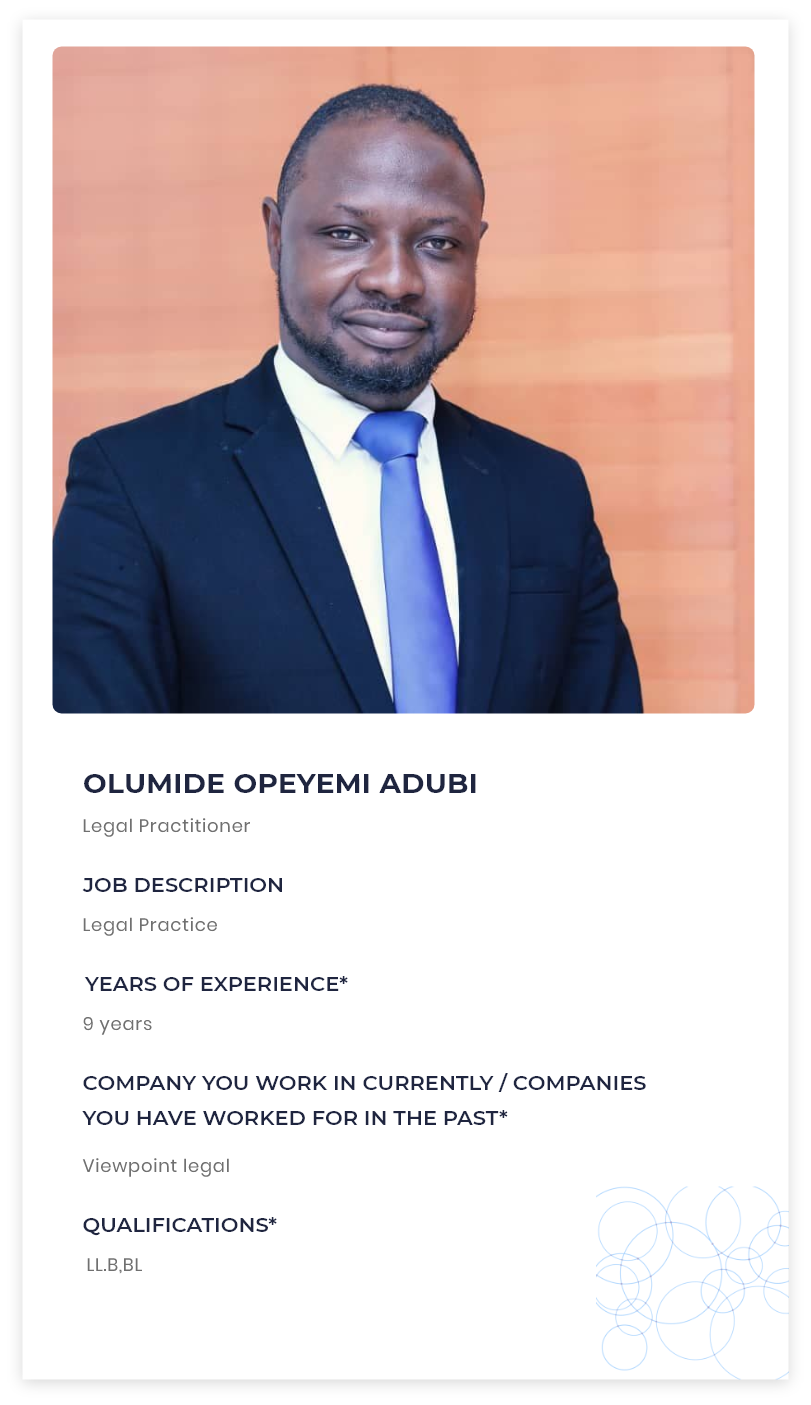 OLUMIDE OPEYEMI ADUBI
Legal Practitioner
JOB DESCRIPTION
Legal Practice
YEARS OF EXPERIENCE*
9 years
COMPANY YOU WORK IN CURRENTLY / COMPANIES
YOU HAVE WORKED FOR IN THE PAST*
Viewpoint legal
QUALIFICATIONS*
LL.B,BL